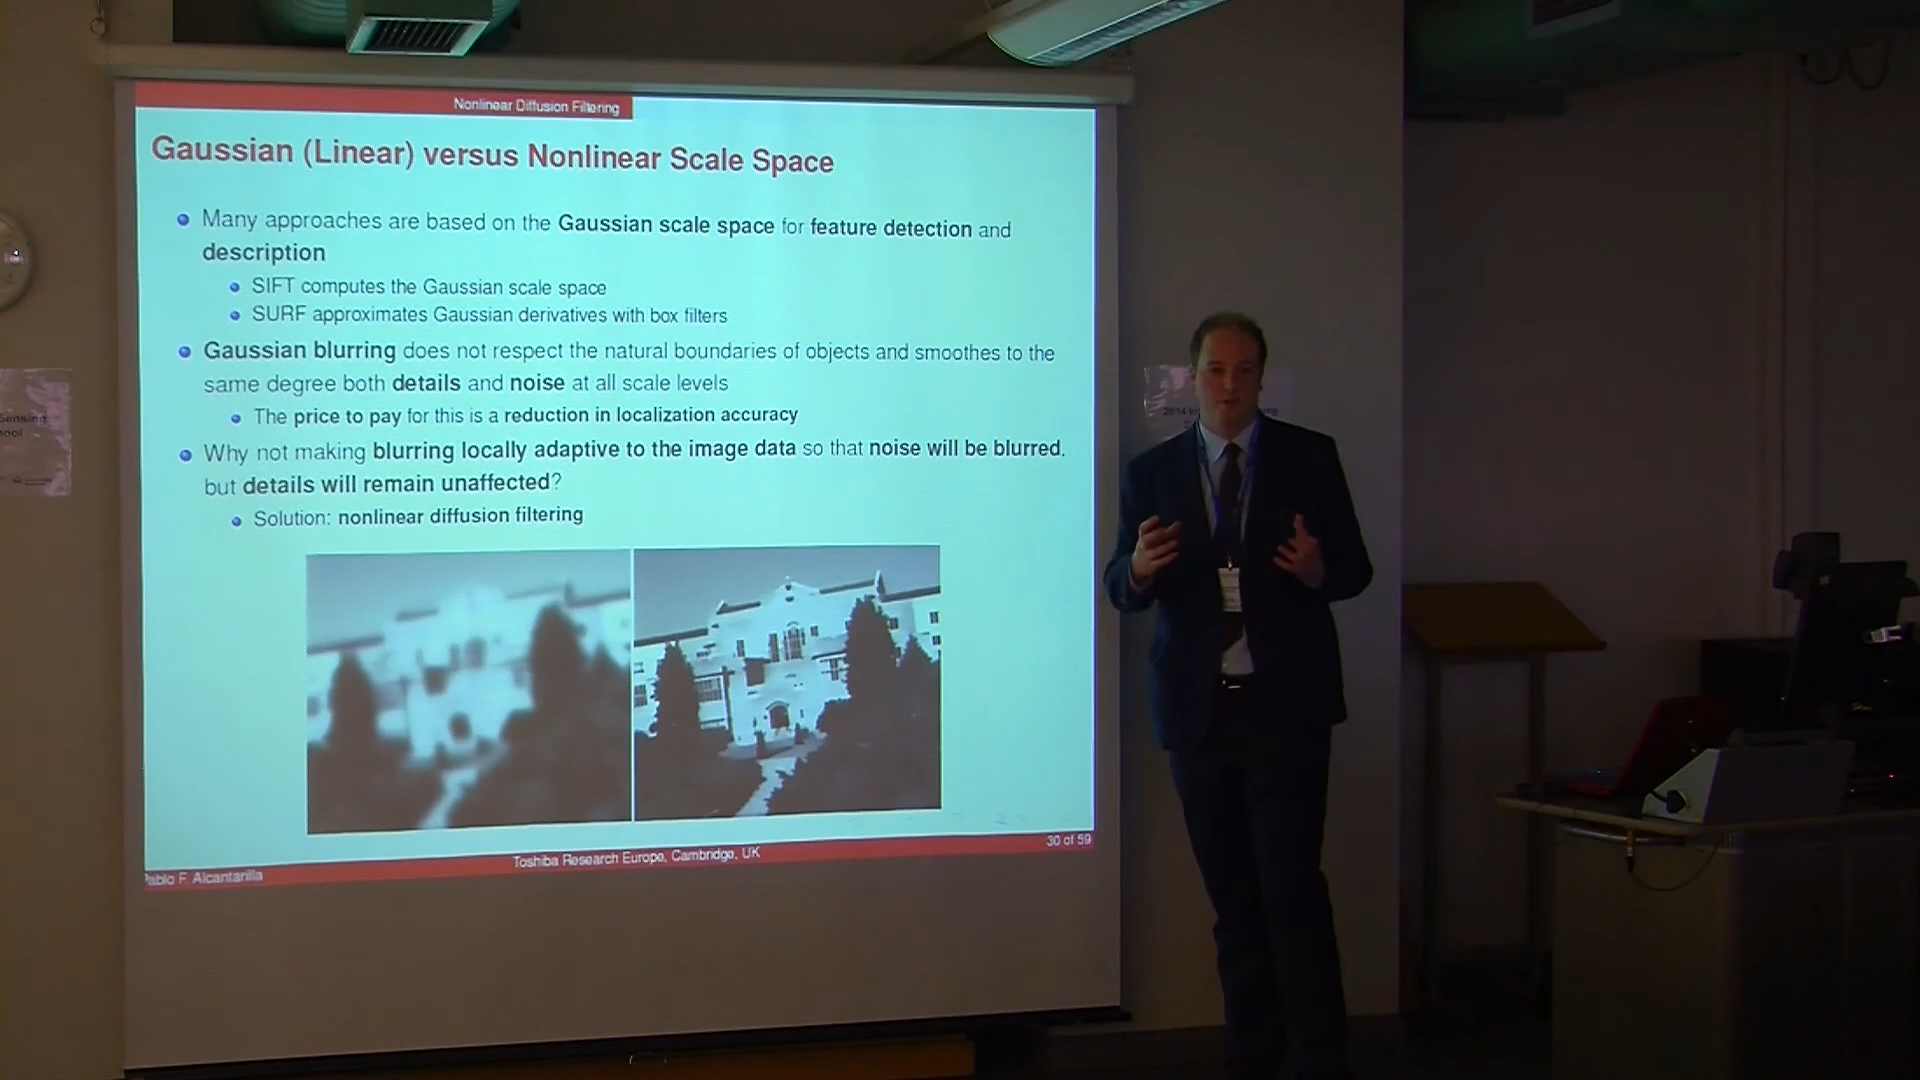 Nonlinear Diffusion Filtering
Gaussian (Linear) versus Nonlinear Scale Space
Many approaches are based on the Gaussian scale space for feature detection and
description
SIFT computes the Gaussian scale space
SURF approximates Gaussian derivatives with box filters
Gaussian blurring does not respect the natural boundaries of objects and smoothes to the
same degree both details and noise at all scale levels
The price to pay for this is a reduction in localization accuracy
Why not making blurring locally adaptive to the image data so that noise will be blurred,
but details will remain unaffected?
Solution: nonlinear diffusion filtering
30 of 59
Toshiba Research Europe, Cambridge, UK
Pablo F. Alcantarilla
Sensing
ool
2014